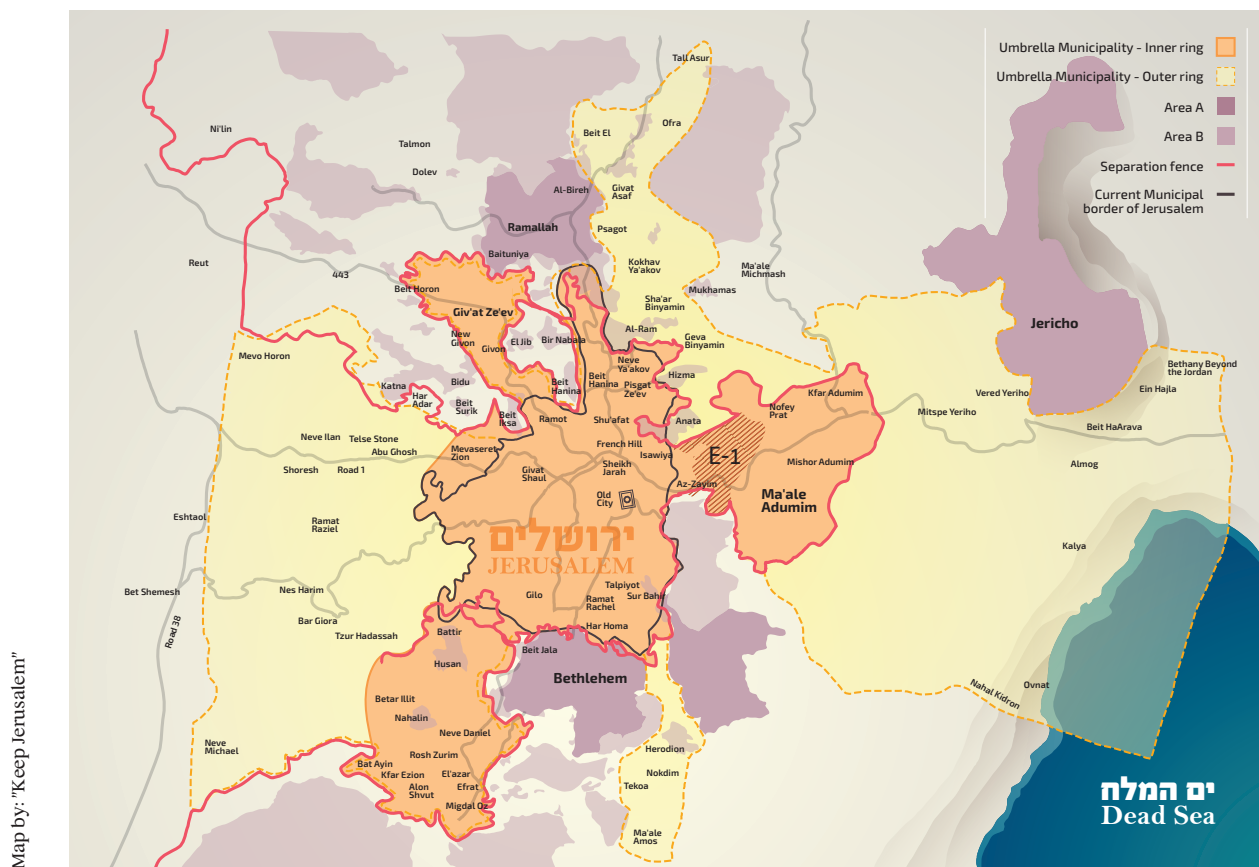 Umbrella Municipality - Inner ring
Umbrella Municipality - Outer ring
Area A
Area B
Separation fence
Current Municipal
border of Jerusalem
Tall Asur
Ofra
Beit El
Ni'lin
Talmon
Dolev
Al-Bireh
Givat
Asaf
Ramallah
Psagot
Baituniya
Reut
443
Kokhav
Ya'akov
Ma'ale
Michmash
Beit Horon
Mukhamas
Sha'ar
Binyamin
Giv'at Ze'ev
Jericho
Al-Ram
New
Givon
Givon
El Jib
Bir Nabala
Geva
Binyamin
Mevo Horon
Neve
Ya'akov
Bethany Beyond
the Jordan
Katna
Bidu
Beit
Hanina
Beit
Hanina
Pisgat
Ze'ev
Hizma
Ein Hajla
Har
Adar
Beit
Surik
Kfar Adumim
Vered Yeriho
Nofey
Prat
Mitspe Yeriho
Beit
Iksa
Ramot
Shu'afat
Anata
Beit HaArava
Neve Ilan
Telse Stone
Abu Ghosh
Mevaseret
Zion
French Hill
Isawiya
E-1
Shoresh
Road 1
Givat
Shaul
Sheikh
Jarah
Mishor Adumim
Almog
Az-Zayun
Old
City
Ma'ale
Adumim
Eshtaol
Ramat
Raziel
ירושלים
JERUSALEM
Kalya
Bet Shemesh
Nes Harim
Gilo
Talpiyot
Ramat
Rachel
Sur Bahir
Bar Giora
Tzur Hadassah
Battir
Har Homa
Road 38
Beit Jala
Husan
Bethlehem
Ovnat
Nahal Kidron
Betar Illit
Nahalin
Neve Daniel
Neve
Michael
Herodion
Rosh Zurim
Bat Ayin
Kfar Ezion
El'azar
Nokdim
Alon
Shvut
Efrat
Tekoa
Migdal Oz
ים המלח
Dead Sea
Ma'ale
Amos
Map by: "Keep Jerusalem"